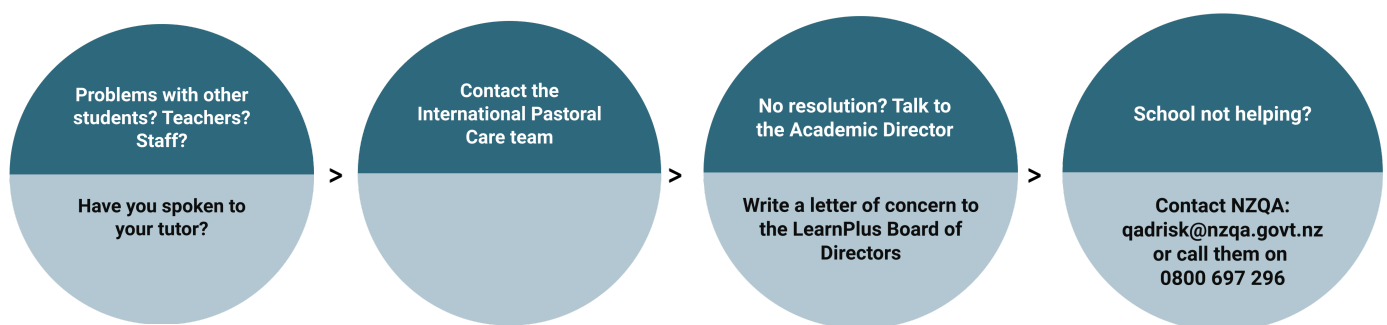 Problems with other
students? Teachers?
Staff?
Have you spoken to
your tutor?
>
Contact the
International Pastoral
Care team
>
No resolution? Talk to
the Academic Director
Write a letter of concern to
the LearnPlus Board of
Directors
>
School not helping?
Contact NZQA:
qadrisk@nzqa.govt.nz
or call them on
0800 697 296